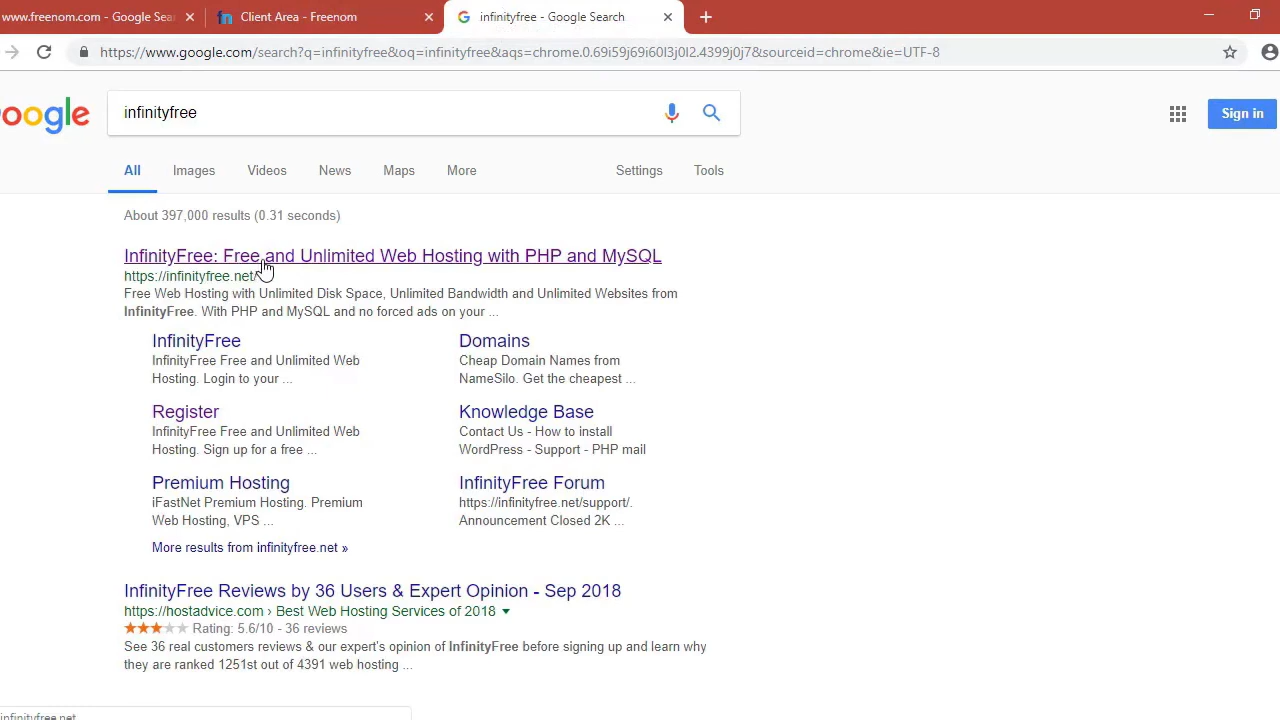 www.freenom.com - Google Sear
Client Area - Freenom
infinityfree - Google Search
https://www.google.com/search?q=infinityfree&oq=infinityfree&aqs=chrome.0.69i59j69i60l3j0l2.4399j0j7&sourceid=chrome&ie=UTF-8
oogle
infinityfree
Sign in
All
Images
Videos
News
Maps
More
Settings
Tools
About 397,000 results (0.31 seconds)
InfinityFree: Free and Unlimited Web Hosting with PHP and MySQL
https://infinityfree.net/
Free Web Hosting with Unlimited Disk Space, Unlimited Bandwidth and Unlimited Websites from
InfinityFree. With PHP and MySQL and no forced ads on your ...
InfinityFree
InfinityFree Free and Unlimited Web
Hosting. Login to your ...
Domains
Cheap Domain Names from
NameSilo. Get the cheapest ...
Register
InfinityFree Free and Unlimited Web
Hosting. Sign up for a free ...
Knowledge Base
Contact Us - How to install
WordPress - Support - PHP mail
Premium Hosting
iFastNet Premium Hosting. Premium
Web Hosting, VPS ...
InfinityFree Forum
https://infinityfree.net/support/.
Announcement Closed 2K ...
More results from infinityfree.net »
InfinityFree Reviews by 36 Users & Expert Opinion - Sep 2018
https://hostadvice.com › Best Web Hosting Services of 2018
Rating: 5.6/10 - 36 reviews
See 36 real customers reviews & our expert's opinion of InfinityFree before signing up and learn why
they are ranked 1251st out of 4391 web hosting ...
infinityfree.net